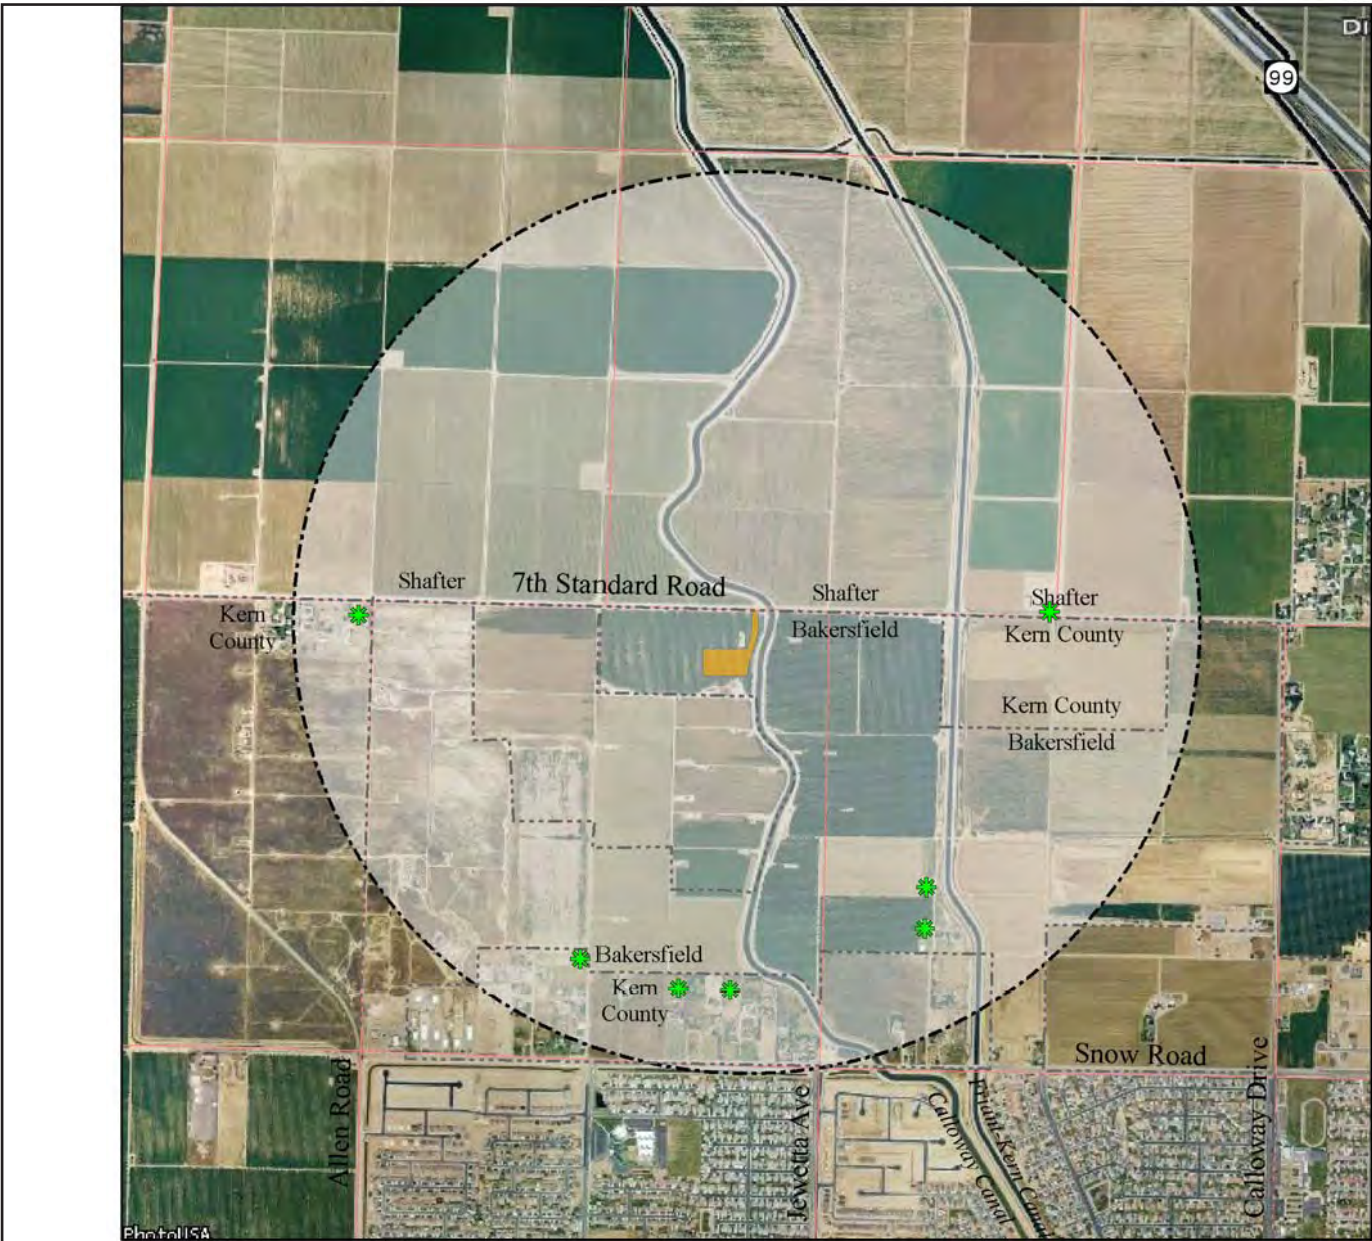 DI
99
Shafter
7th Standard Road
Shafter
Shafter
Kern
County
Bakersfield
Kern County
Kern County
Bakersfield
Bakersfield
Kern
County
Snow Road
Allen Road
Jewetta Ave
Calloway Canal
Friant-Kern Canal
Calloway Drive
PhotoUSA